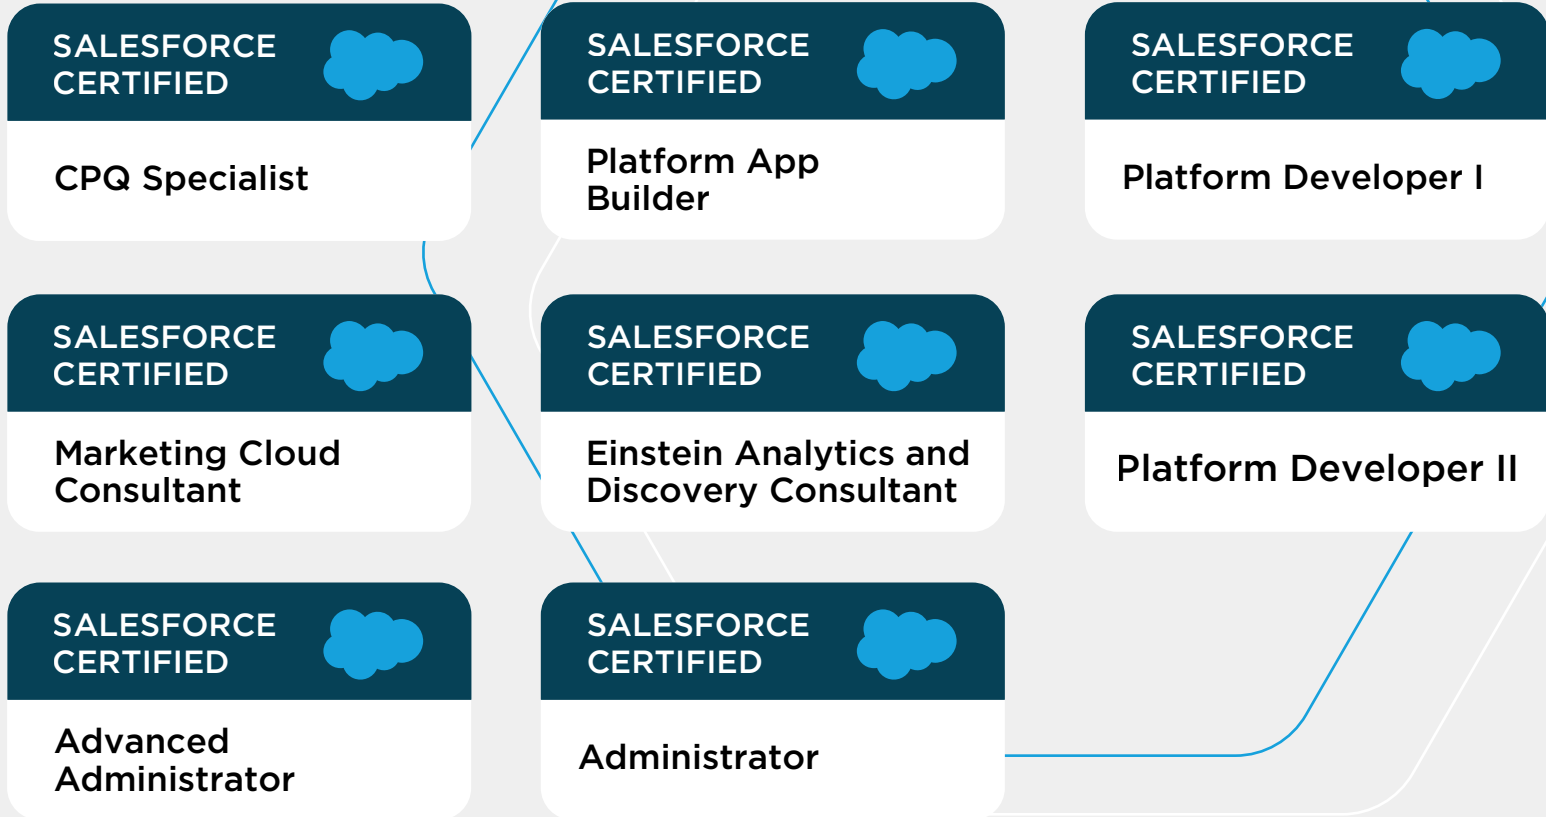 SALESFORCE
CERTIFIED
CPQ Specialist
SALESFORCE
CERTIFIED
Platform App
Builder
SALESFORCE
CERTIFIED
Platform Developer I
SALESFORCE
CERTIFIED
Marketing Cloud
Consultant
SALESFORCE
CERTIFIED
Einstein Analytics and
Discovery Consultant
SALESFORCE
CERTIFIED
Platform Developer II
SALESFORCE
CERTIFIED
Advanced
Administrator
SALESFORCE
CERTIFIED
Administrator